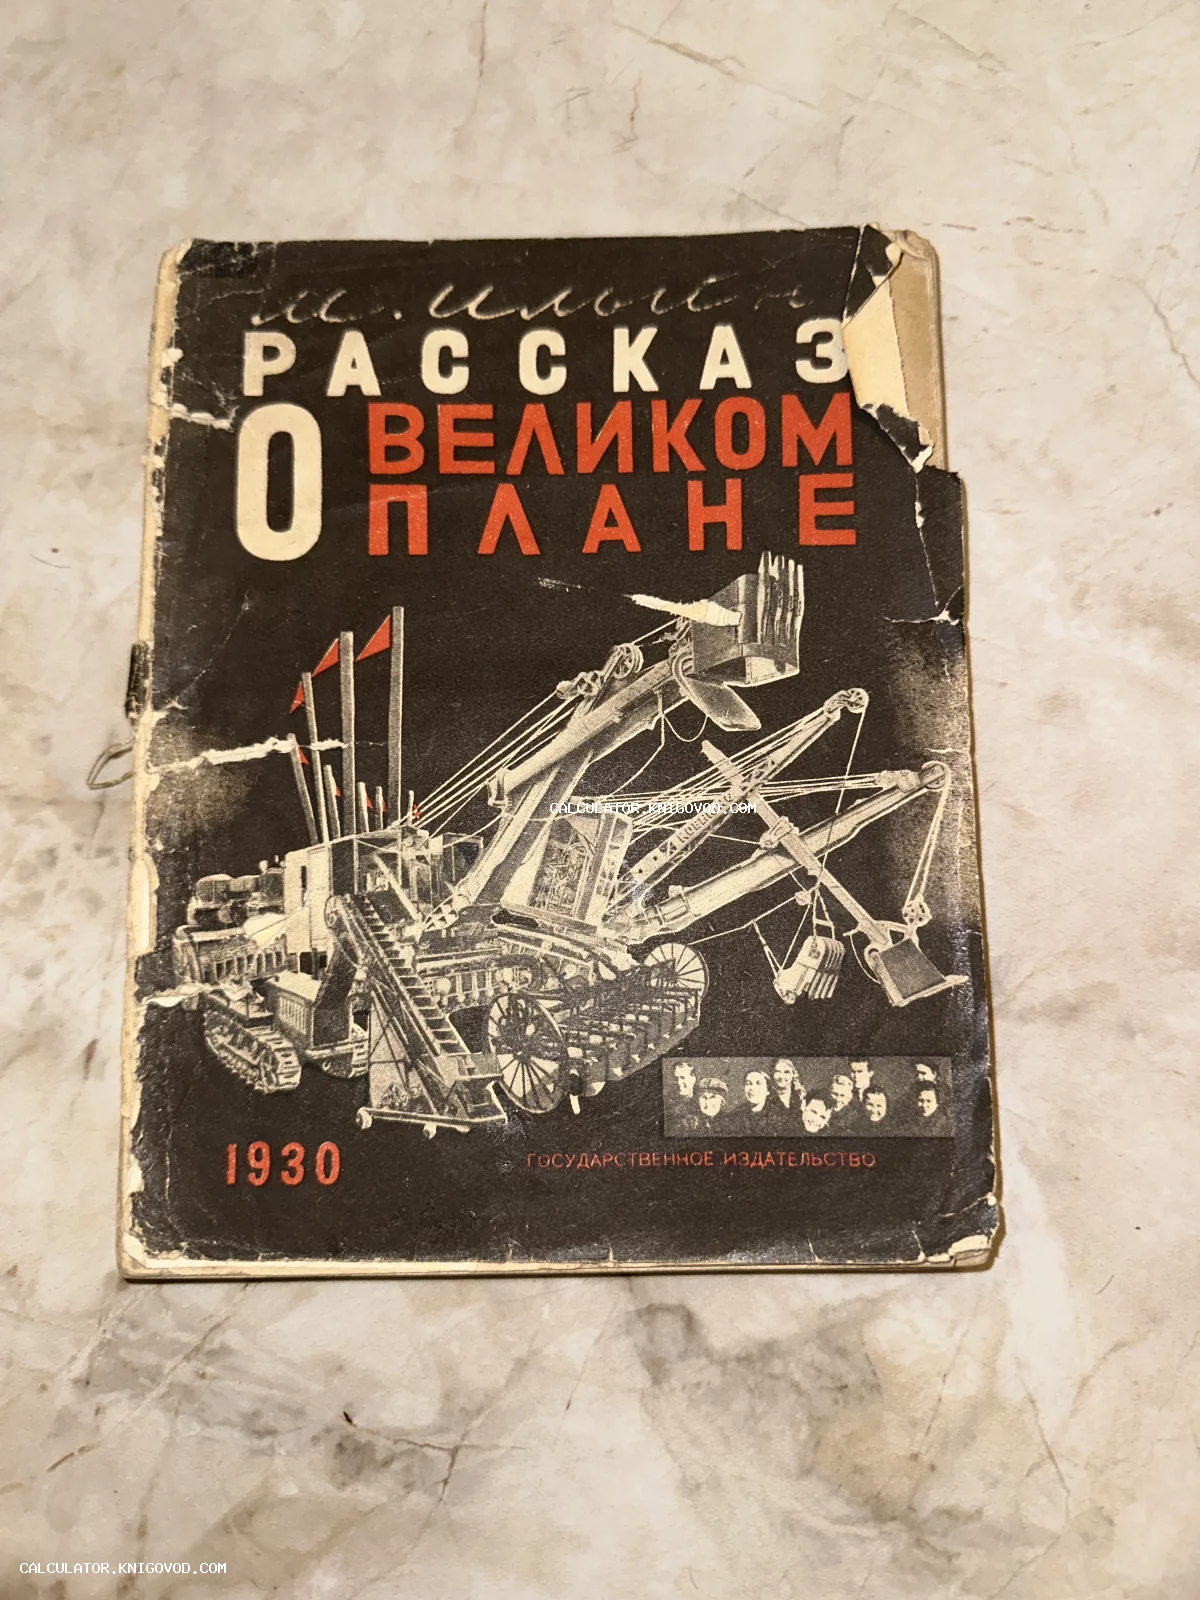 М. Ильин
РАССКАЗ
О ВЕЛИКОМ
ПЛАНЕ
CALCULATOR.KNIGOVOD.COM
1930
ГОСУДАРСТВЕННОЕ ИЗДАТЕЛЬСТВО
CALCULATOR.KNIGOVOD.COM